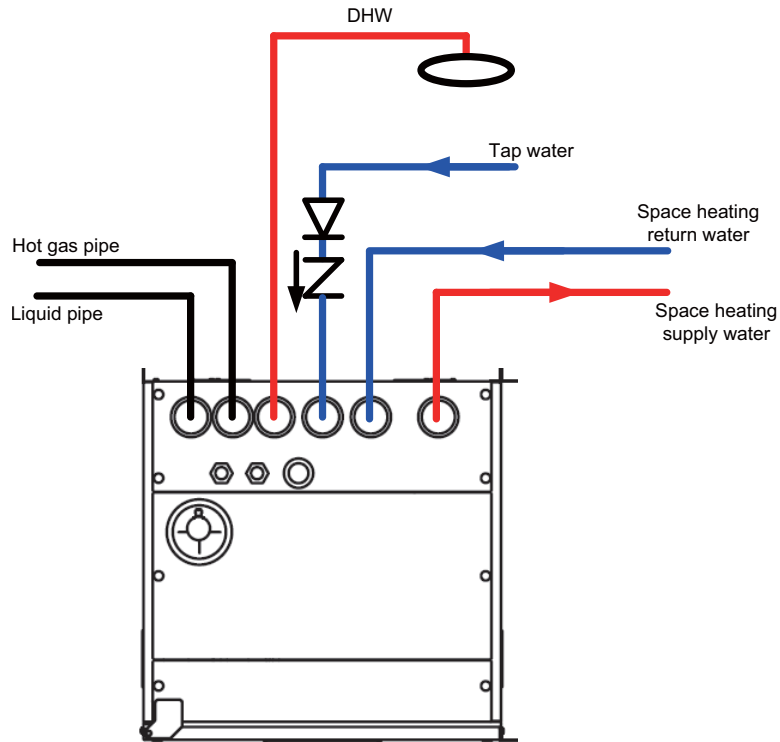 DHW
Tap water
Space heating
return water
Hot gas pipe
Liquid pipe
Space heating
supply water